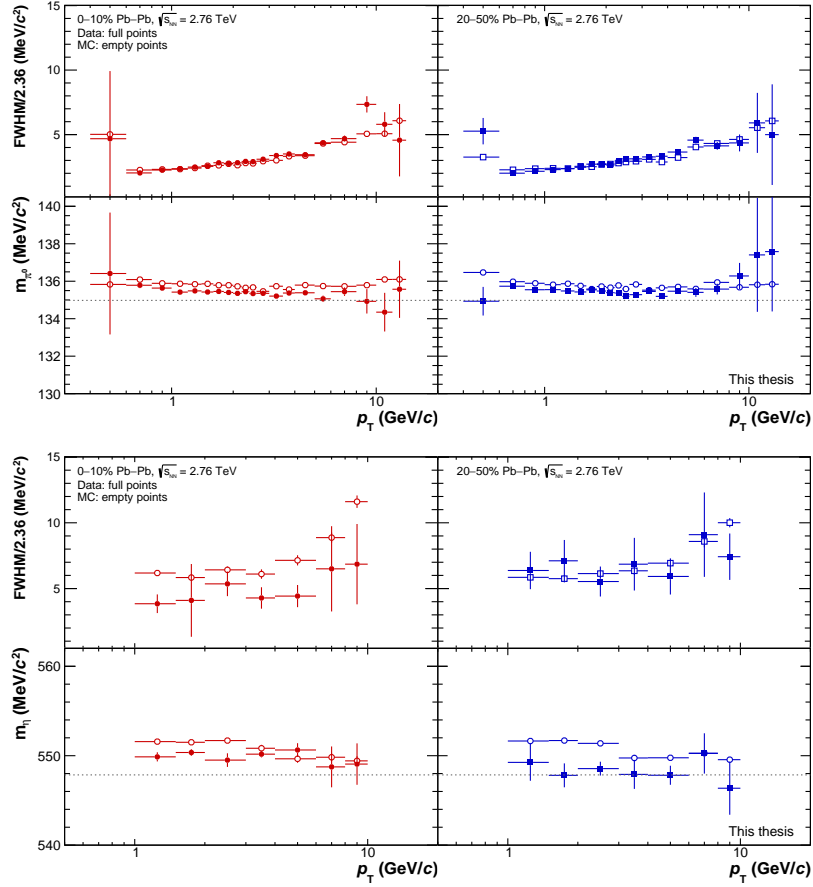 0–10% Pb–Pb, √s_NN = 2.76 TeV
Data: full points
MC: empty points
20–50% Pb–Pb, √s_NN = 2.76 TeV
FWHM/2.36 (MeV/c²)
15
10
5
m_π⁰ (MeV/c²)
140
138
136
134
132
130
This thesis
1
10
1
10
p_T (GeV/c)
p_T (GeV/c)
0–10% Pb–Pb, √s_NN = 2.76 TeV
Data: full points
MC: empty points
20–50% Pb–Pb, √s_NN = 2.76 TeV
FWHM/2.36 (MeV/c²)
15
10
5
m_η (MeV/c²)
560
550
540
This thesis
1
10
1
10
p_T (GeV/c)
p_T (GeV/c)